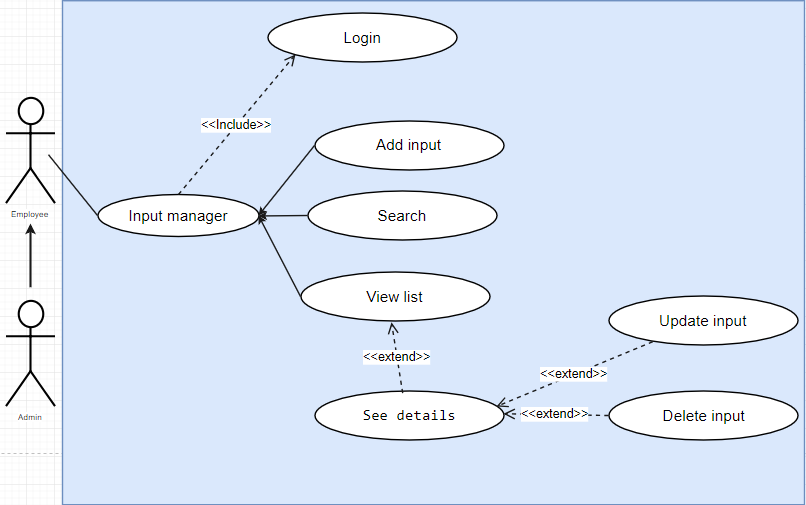 Login
<<Include>>
Add input
Employee
Input manager
Search
View list
Update input
<<extend>>
<<extend>>
Admin
See details
<<extend>>
Delete input